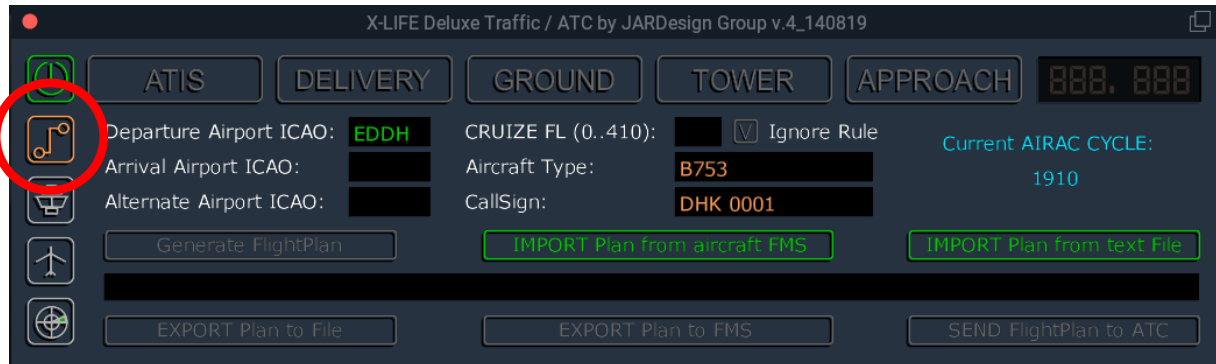 X-LIFE Deluxe Traffic / ATC by JARDesign Group v.4_140819
ATIS DELIVERY GROUND TOWER APPROACH 888. 888
Departure Airport ICAO: EDDH CRUIZE FL (0..410): V Ignore Rule
Current AIRAC CYCLE:
Arrival Airport ICAO: Aircraft Type: B753
1910
Alternate Airport ICAO: CallSign: DHK 0001
Generate FlightPlan IMPORT Plan from aircraft FMS IMPORT Plan from text File
EXPORT Plan to File EXPORT Plan to FMS SEND FlightPlan to ATC